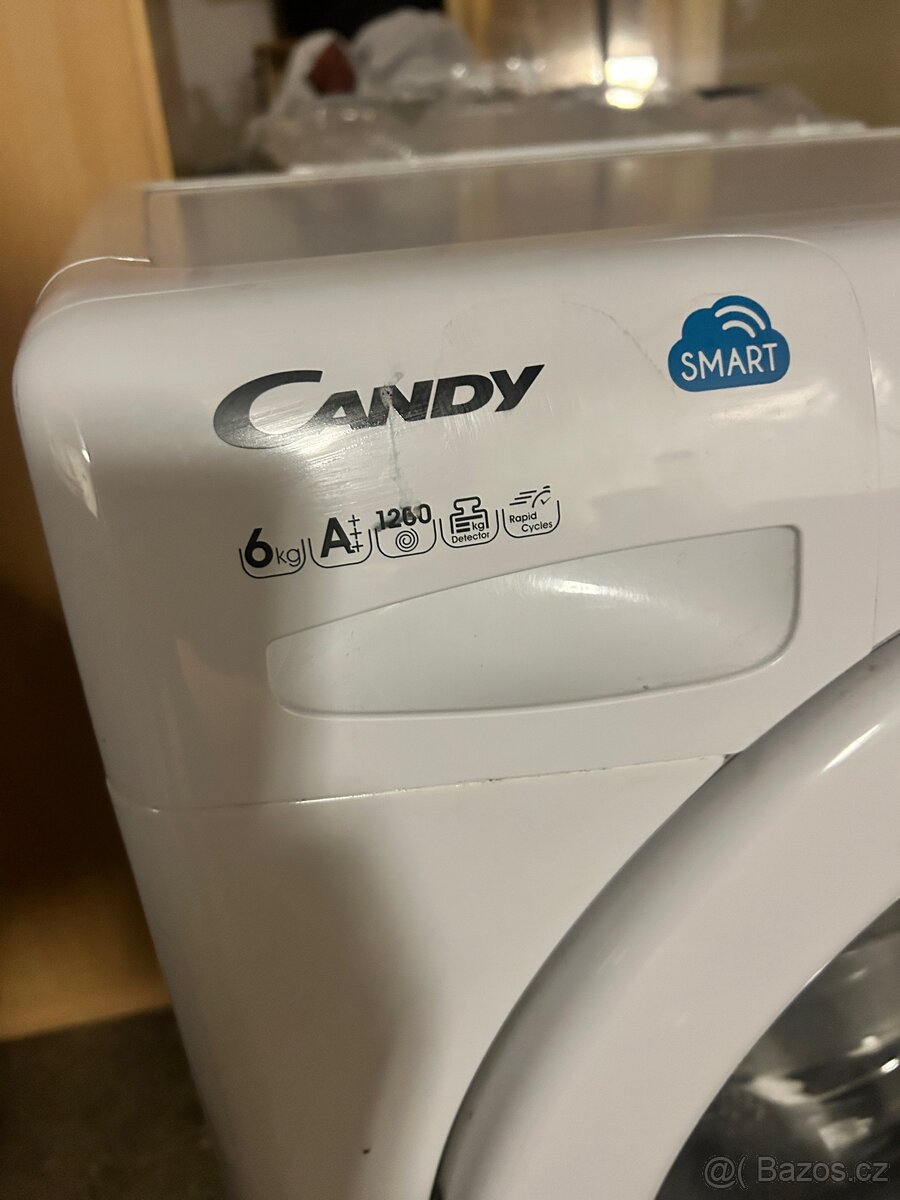 CANDY
SMART
6kg A+++ 1200 kg Detector Rapid Cycles
@( Bazos.cz